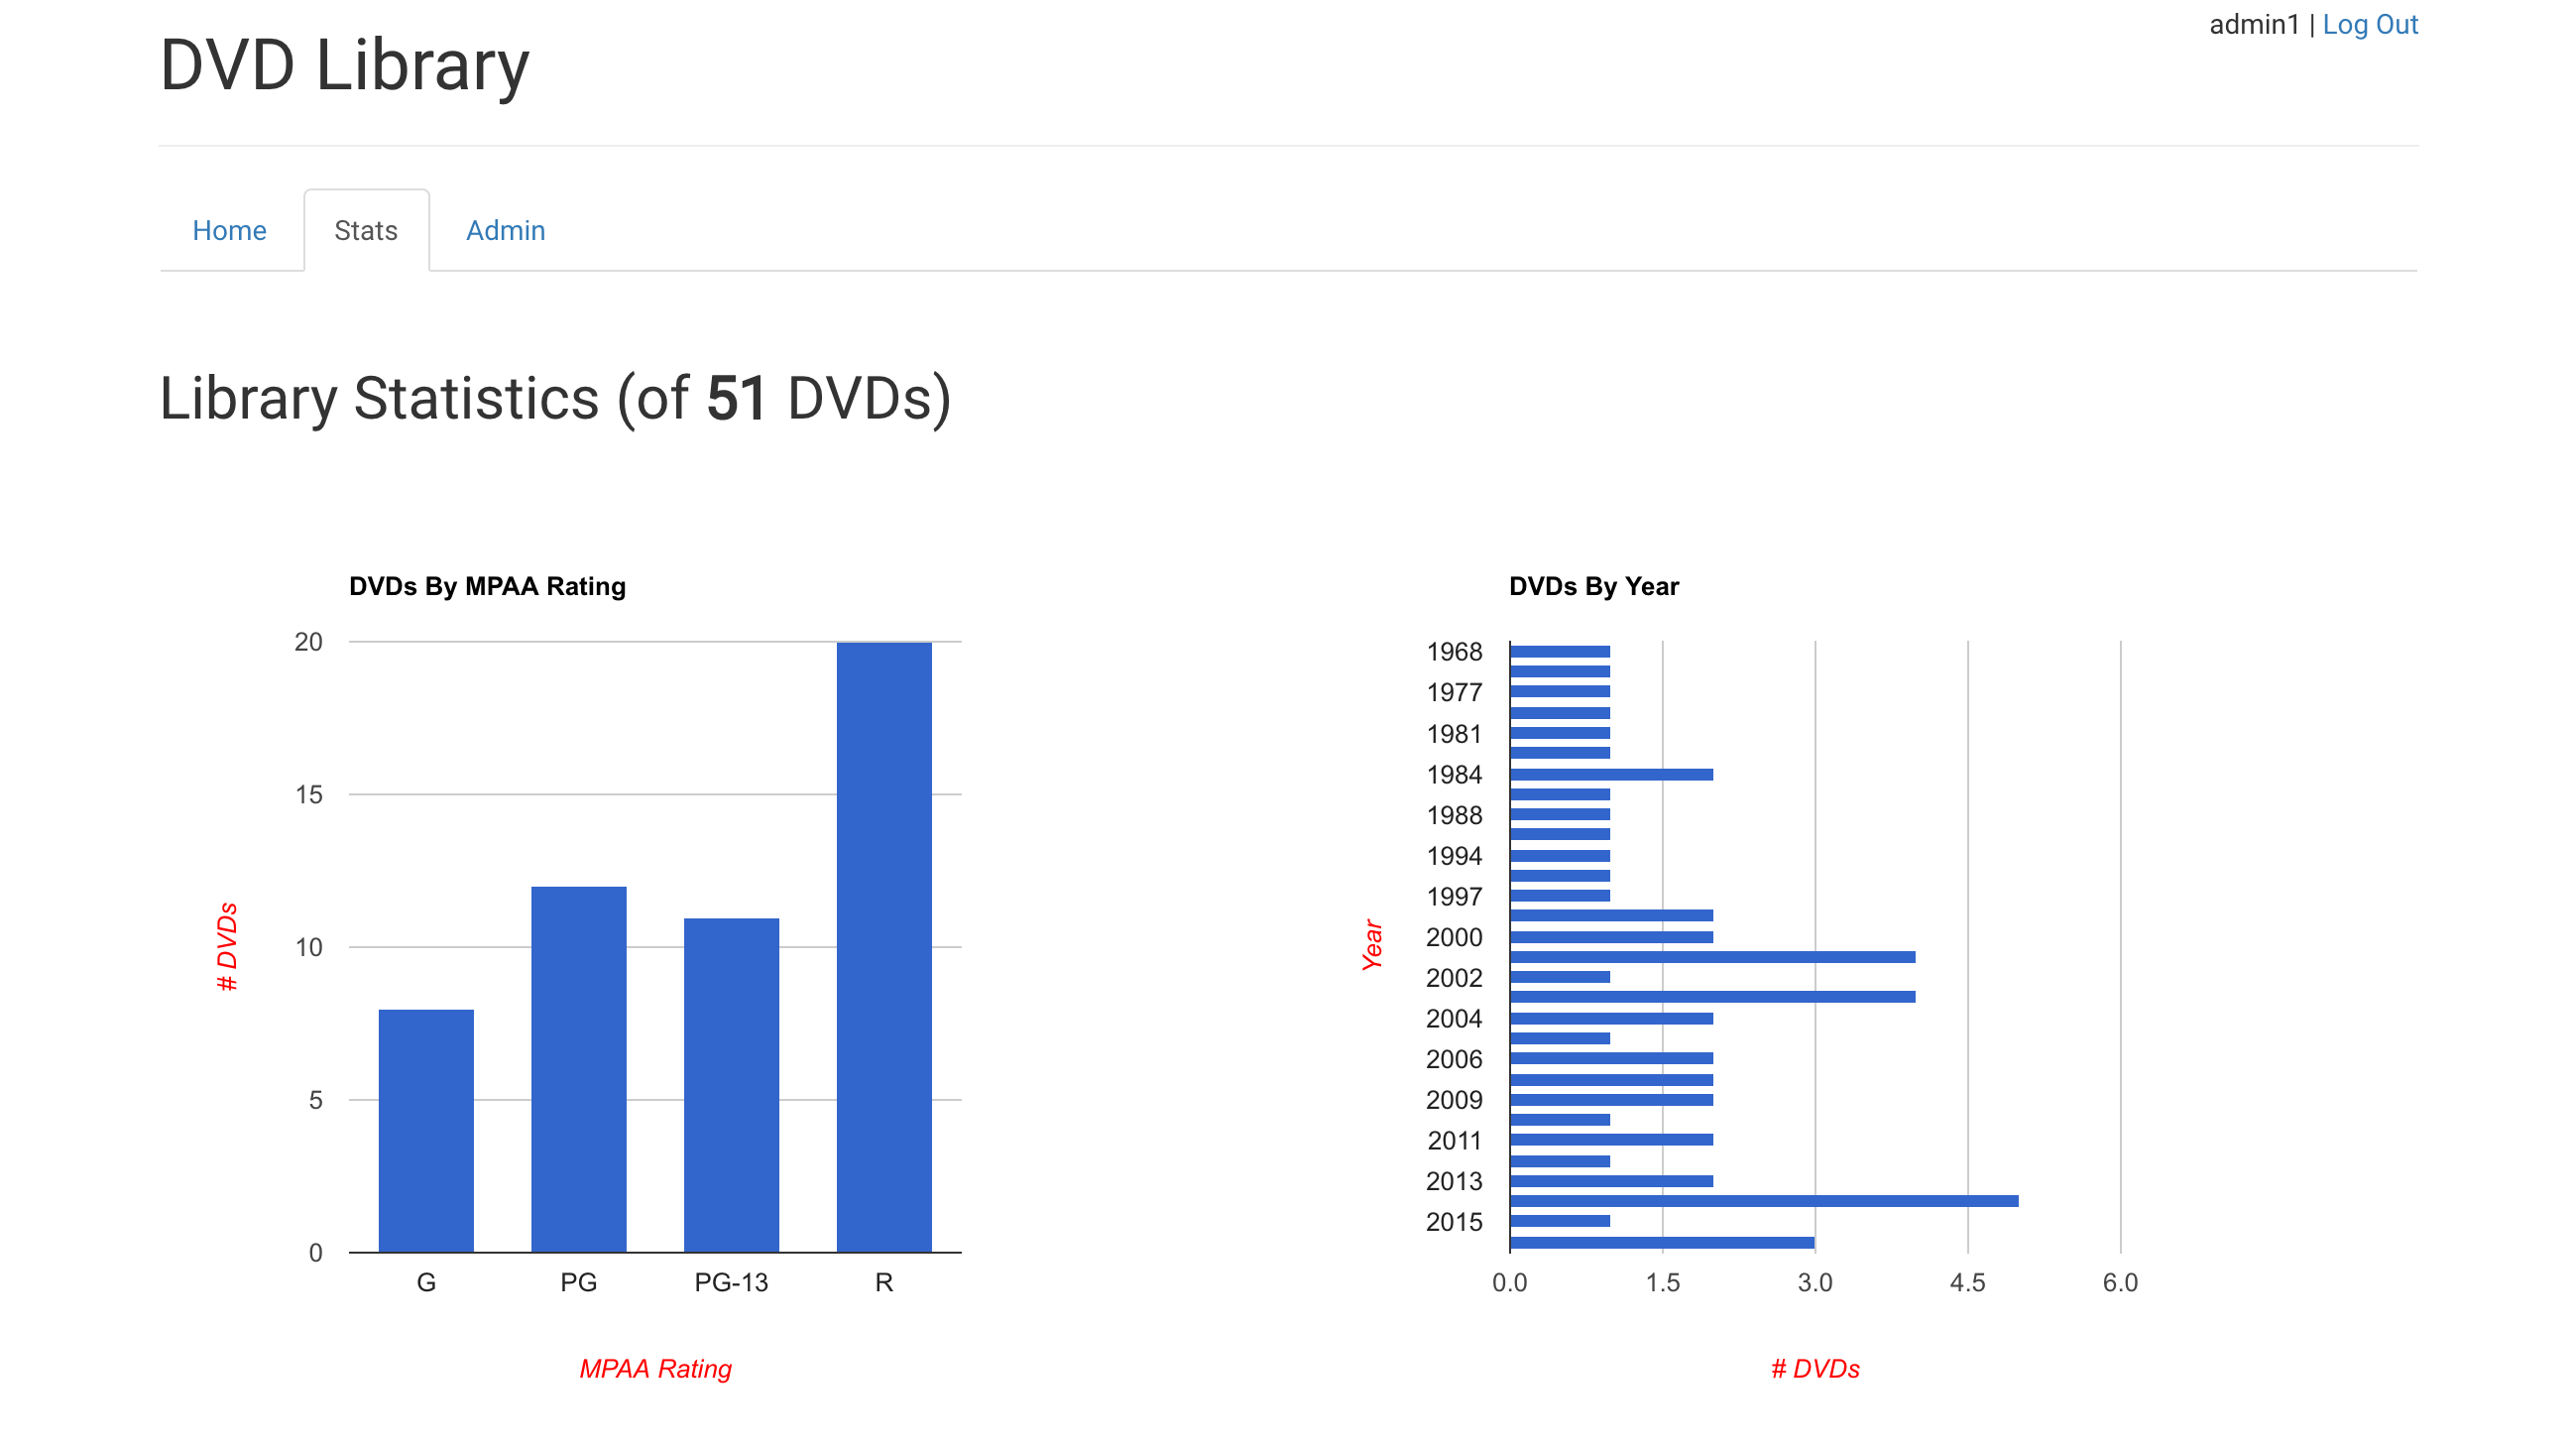 admin1 | Log Out
DVD Library
Home Stats Admin
Library Statistics (of 51 DVDs)
DVDs By MPAA Rating
20
15
10
5
0
# DVDs
G PG PG-13 R
MPAA Rating
DVDs By Year
1968
1977
1981
1984
1988
1994
1997
2000
2002
2004
2006
2009
2011
2013
2015
Year
0.0 1.5 3.0 4.5 6.0
# DVDs